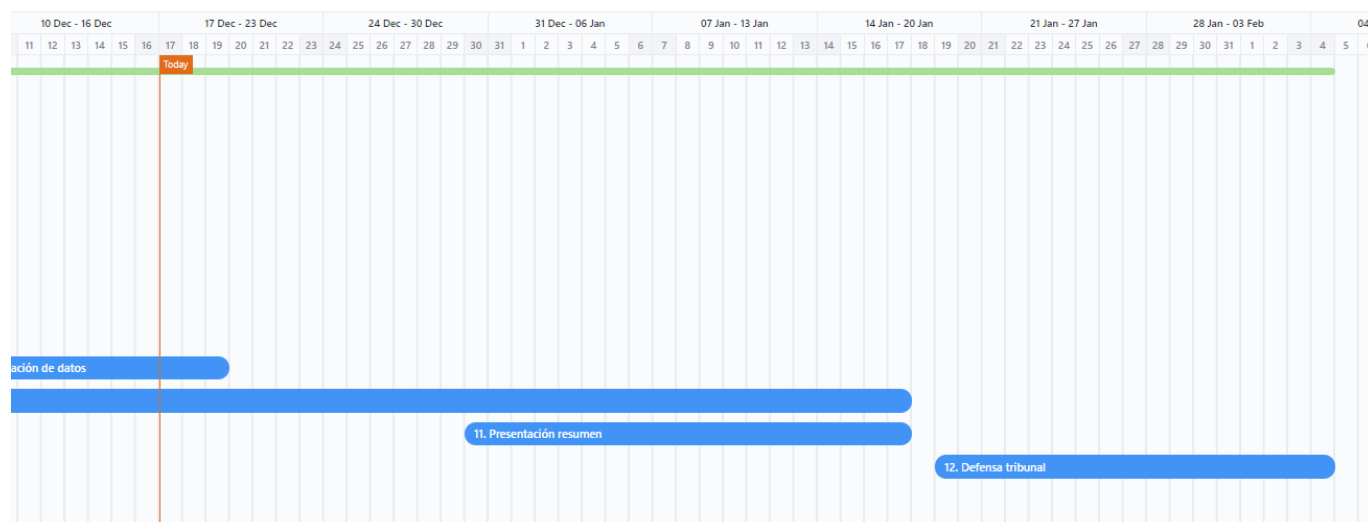 10 Dec - 16 Dec 17 Dec - 23 Dec 24 Dec - 30 Dec 31 Dec - 06 Jan 07 Jan - 13 Jan 14 Jan - 20 Jan 21 Jan - 27 Jan 28 Jan - 03 Feb 04
11 12 13 14 15 16 17 18 19 20 21 22 23 24 25 26 27 28 29 30 31 1 2 3 4 5 6 7 8 9 10 11 12 13 14 15 16 17 18 19 20 21 22 23 24 25 26 27 28 29 30 31 1 2 3 4 5
Today
ación de datos
11. Presentación resumen
12. Defensa tribunal